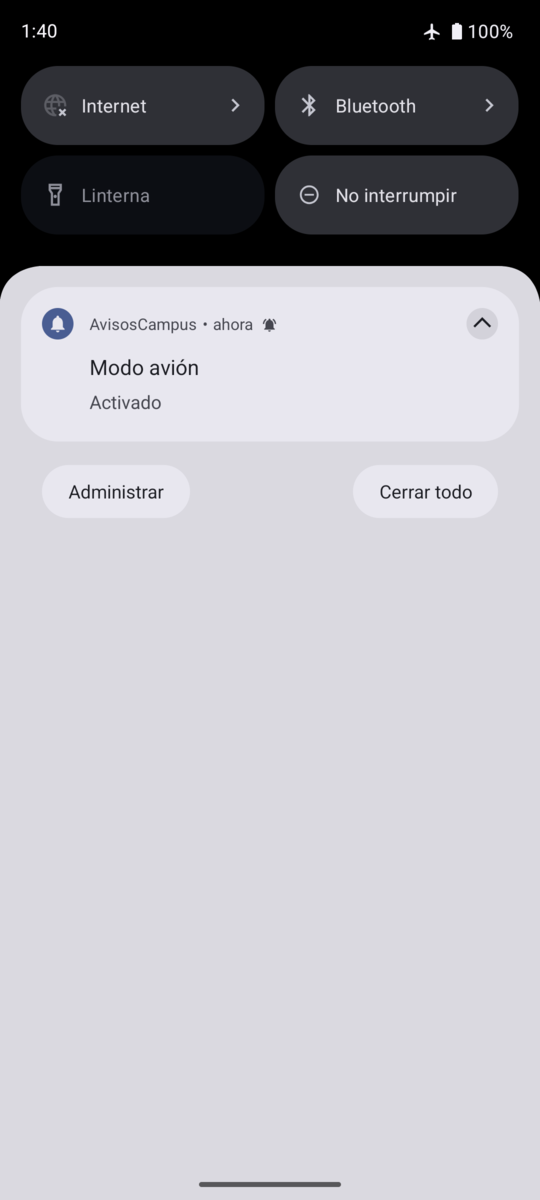 1:40 100%
Internet Bluetooth
Linterna No interrumpir
AvisosCampus • ahora
Modo avión
Activado
Administrar Cerrar todo